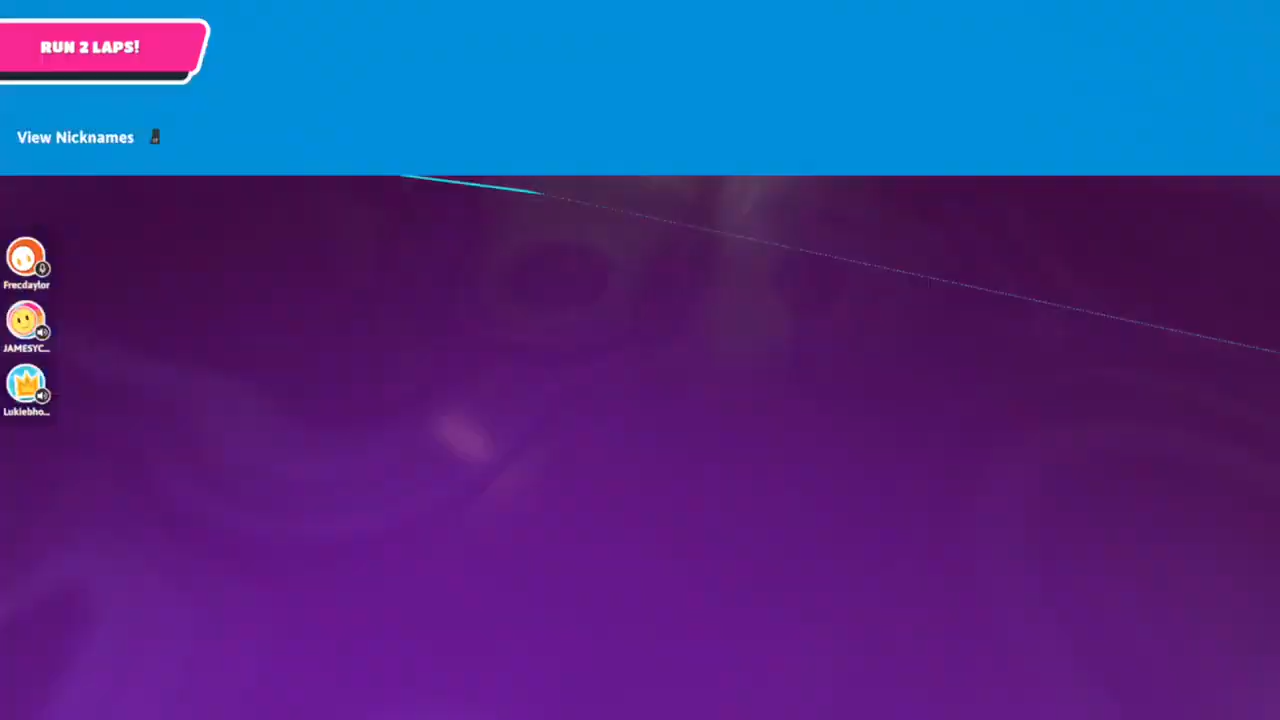 RUN 2 LAPS!
View Nicknames
Frecdaylor
JAMESYC...
Lukiebho...